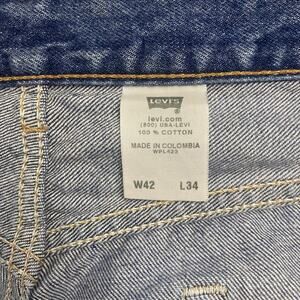 Levi's
levi.com
(800) USA-LEVI
100 % COTTON
MADE IN COLOMBIA
WPL423
W42 L34